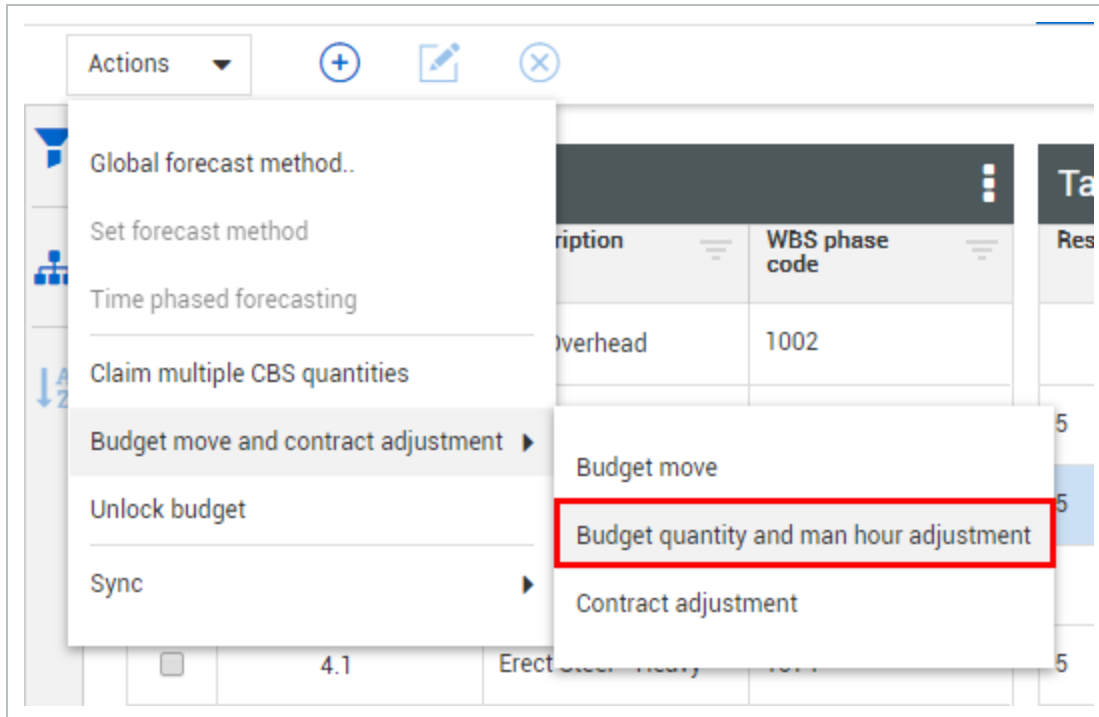 Actions
Global forecast method..
Set forecast method
Time phased forecasting
Claim multiple CBS quantities
Budget move and contract adjustment
Unlock budget
Sync
Budget move
Budget quantity and man hour adjustment
Contract adjustment
Ta
ription
WBS phase
code
Res
Overhead
1002
5
5
4.1
Erect
5